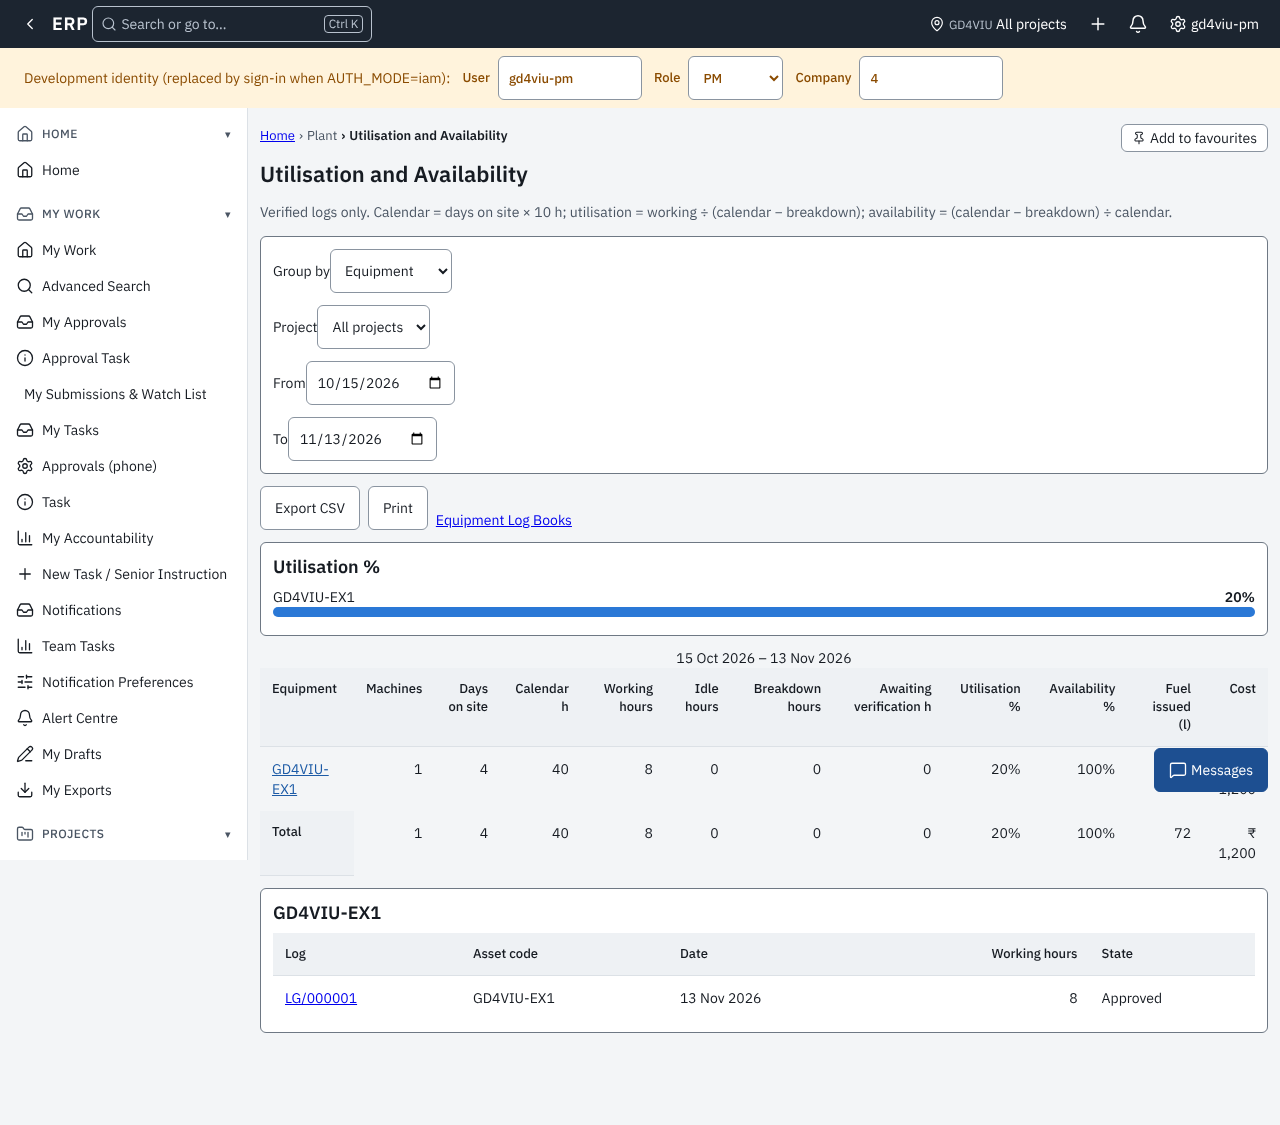 ERP Search or go to... Ctrl K GD4VIU All projects gd4viu-pm
Development identity (replaced by sign-in when AUTH_MODE=iam): User gd4viu-pm Role PM Company 4
HOME
Home
MY WORK
My Work
Advanced Search
My Approvals
Approval Task
My Submissions & Watch List
My Tasks
Approvals (phone)
Task
My Accountability
New Task / Senior Instruction
Notifications
Team Tasks
Notification Preferences
Alert Centre
My Drafts
My Exports
PROJECTS
Home › Plant › Utilisation and Availability
Add to favourites
Utilisation and Availability
Verified logs only. Calendar = days on site × 10 h; utilisation = working ÷ (calendar − breakdown); availability = (calendar − breakdown) ÷ calendar.
Group by Equipment
Project All projects
From 10/15/2026
To 11/13/2026
Export CSV Print Equipment Log Books
Utilisation %
GD4VIU-EX1 20%
15 Oct 2026 – 13 Nov 2026
Equipment Machines Days on site Calendar h Working hours Idle hours Breakdown hours Awaiting verification h Utilisation % Availability % Fuel issued (l) Cost
GD4VIU-EX1 1 4 40 8 0 0 0 20% 100%
Messages
Total 1 4 40 8 0 0 0 20% 100% 72 ₹ 1,200
GD4VIU-EX1
Log Asset code Date Working hours State
LG/000001 GD4VIU-EX1 13 Nov 2026 8 Approved